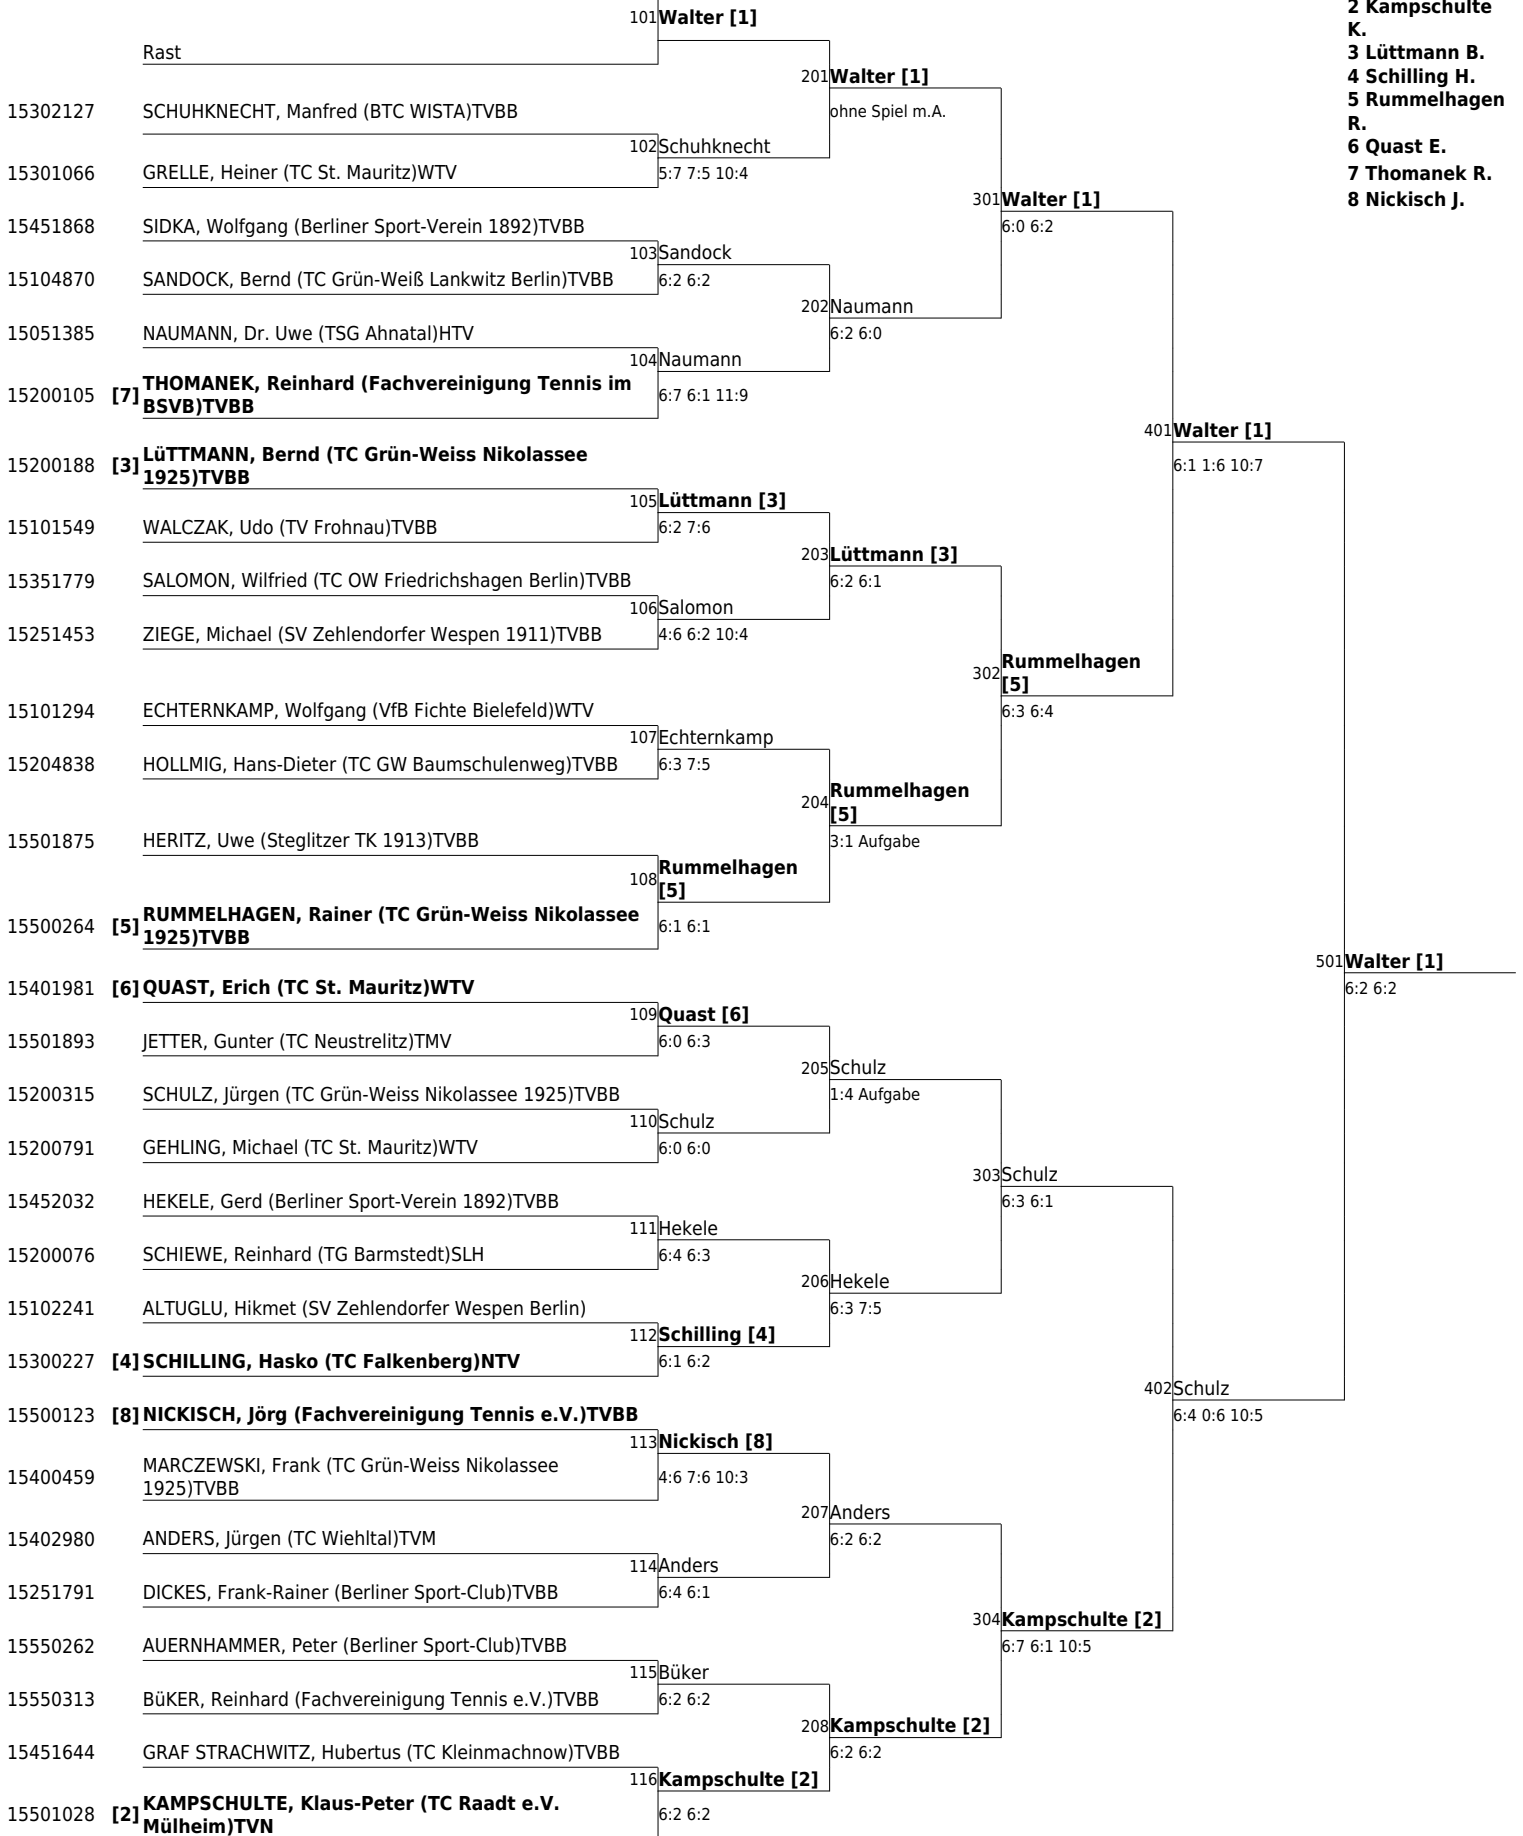 101 Walter [1]
2 Kampschulte
K.
Rast
3 Lüttmann B.
201 Walter [1]
4 Schilling H.
15302127 SCHUHKNECHT, Manfred (BTC WISTA)TVBB
ohne Spiel m.A.
5 Rummelhagen
R.
102 Schuhknecht
6 Quast E.
15301066 GRELLE, Heiner (TC St. Mauritz)WTV
5:7 7:5 10:4
7 Thomanek R.
301 Walter [1]
8 Nickisch J.
15451868 SIDKA, Wolfgang (Berliner Sport-Verein 1892)TVBB
6:0 6:2
103 Sandock
15104870 SANDOCK, Bernd (TC Grün-Weiß Lankwitz Berlin)TVBB
6:2 6:2
202 Naumann
15051385 NAUMANN, Dr. Uwe (TSG Ahnatal)HTV
6:2 6:0
104 Naumann
15200105 [7] THOMANEK, Reinhard (Fachvereinigung Tennis im
BSVB)TVBB
6:7 6:1 11:9
401 Walter [1]
15200188 [3] LüTTMANN, Bernd (TC Grün-Weiss Nikolassee
1925)TVBB
6:1 1:6 10:7
105 Lüttmann [3]
15101549 WALCZAK, Udo (TV Frohnau)TVBB
6:2 7:6
203 Lüttmann [3]
15351779 SALOMON, Wilfried (TC OW Friedrichshagen Berlin)TVBB
6:2 6:1
106 Salomon
15251453 ZIEGE, Michael (SV Zehlendorfer Wespen 1911)TVBB
4:6 6:2 10:4
302 Rummelhagen
[5]
15101294 ECHTERNKAMP, Wolfgang (VfB Fichte Bielefeld)WTV
6:3 6:4
107 Echternkamp
15204838 HOLLMIG, Hans-Dieter (TC GW Baumschulenweg)TVBB
6:3 7:5
204 Rummelhagen
[5]
15501875 HERITZ, Uwe (Steglitzer TK 1913)TVBB
3:1 Aufgabe
108 Rummelhagen
[5]
15500264 [5] RUMMELHAGEN, Rainer (TC Grün-Weiss Nikolassee
1925)TVBB
6:1 6:1
501 Walter [1]
15401981 [6] QUAST, Erich (TC St. Mauritz)WTV
6:2 6:2
109 Quast [6]
15501893 JETTER, Gunter (TC Neustrelitz)TMV
6:0 6:3
205 Schulz
15200315 SCHULZ, Jürgen (TC Grün-Weiss Nikolassee 1925)TVBB
1:4 Aufgabe
110 Schulz
15200791 GEHLING, Michael (TC St. Mauritz)WTV
6:0 6:0
303 Schulz
15452032 HEKELE, Gerd (Berliner Sport-Verein 1892)TVBB
6:3 6:1
111 Hekele
15200076 SCHIEWE, Reinhard (TG Barmstedt)SLH
6:4 6:3
206 Hekele
15102241 ALTUGLU, Hikmet (SV Zehlendorfer Wespen Berlin)
6:3 7:5
112 Schilling [4]
15300227 [4] SCHILLING, Hasko (TC Falkenberg)NTV
6:1 6:2
402 Schulz
15500123 [8] NICKISCH, Jörg (Fachvereinigung Tennis e.V.)TVBB
6:4 0:6 10:5
113 Nickisch [8]
15400459 MARCZEWSKI, Frank (TC Grün-Weiss Nikolassee
1925)TVBB
4:6 7:6 10:3
207 Anders
15402980 ANDERS, Jürgen (TC Wiehltal)TVM
6:2 6:2
114 Anders
15251791 DICKES, Frank-Rainer (Berliner Sport-Club)TVBB
6:4 6:1
304 Kampschulte [2]
15550262 AUERNHAMMER, Peter (Berliner Sport-Club)TVBB
6:7 6:1 10:5
115 Büker
15550313 BüKER, Reinhard (Fachvereinigung Tennis e.V.)TVBB
6:2 6:2
208 Kampschulte [2]
15451644 GRAF STRACHWITZ, Hubertus (TC Kleinmachnow)TVBB
6:2 6:2
116 Kampschulte [2]
15501028 [2] KAMPSCHULTE, Klaus-Peter (TC Raadt e.V.
Mülheim)TVN
6:2 6:2